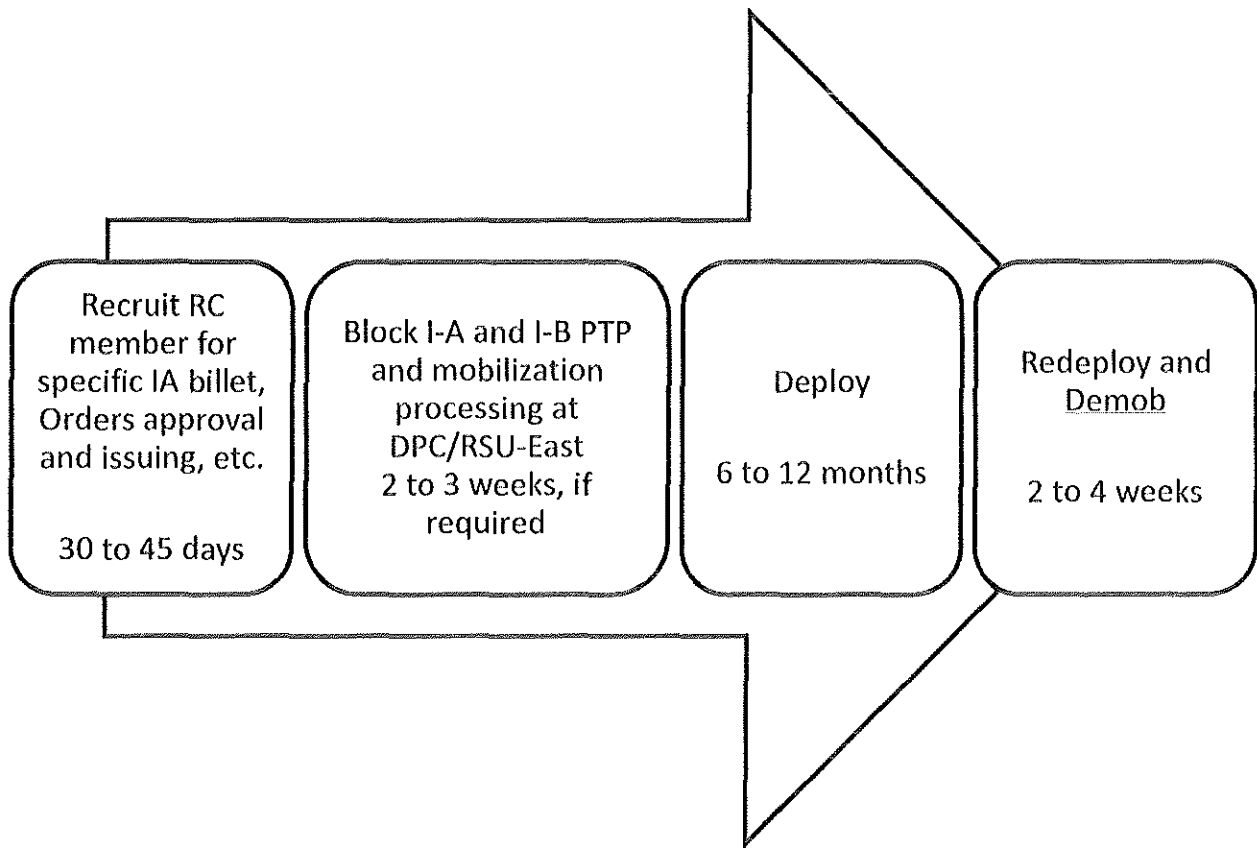 Recruit RC
member for
specific IA billet,
Orders approval
and issuing, etc.
30 to 45 days
Block I-A and I-B PTP
and mobilization
processing at
DPC/RSU-East
2 to 3 weeks, if
required
Deploy
6 to 12 months
Redeploy and
Demob
2 to 4 weeks